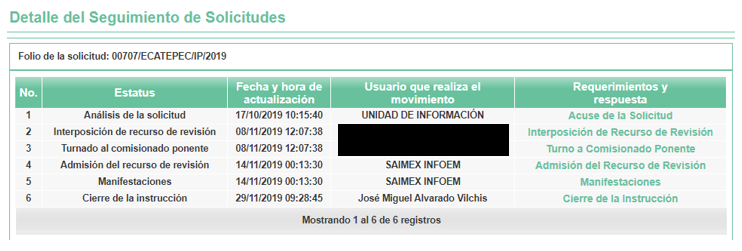 Detalle del Seguimiento de Solicitudes
Folio de la solicitud: 00707/ECATEPEC/IP/2019
No. Estatus Fecha y hora de actualización Usuario que realiza el movimiento Requerimientos y respuesta
1 Análisis de la solicitud 17/10/2019 10:15:40 UNIDAD DE INFORMACIÓN Acuse de la Solicitud
2 Interposición de recurso de revisión 08/11/2019 12:07:38 Interposición de Recurso de Revisión
3 Turnado al comisionado ponente 08/11/2019 12:07:38 Turno a Comisionado Ponente
4 Admisión del recurso de revisión 14/11/2019 00:13:30 SAIMEX INFOEM Admisión del Recurso de Revisión
5 Manifestaciones 14/11/2019 00:13:30 SAIMEX INFOEM Manifestaciones
6 Cierre de la instrucción 29/11/2019 09:28:45 José Miguel Alvarado Vilchis Cierre de la Instrucción
Mostrando 1 al 6 de 6 registros